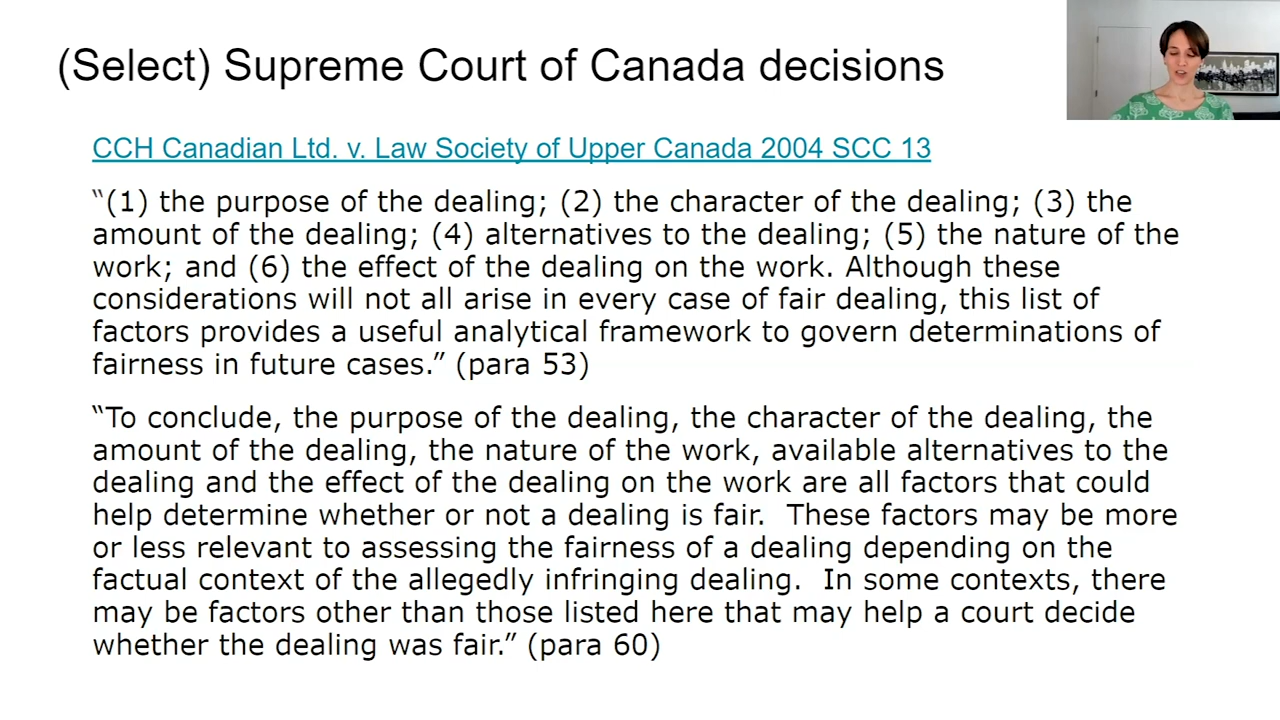 (Select) Supreme Court of Canada decisions
CCH Canadian Ltd. v. Law Society of Upper Canada 2004 SCC 13
“(1) the purpose of the dealing; (2) the character of the dealing; (3) the
amount of the dealing; (4) alternatives to the dealing; (5) the nature of the
work; and (6) the effect of the dealing on the work. Although these
considerations will not all arise in every case of fair dealing, this list of
factors provides a useful analytical framework to govern determinations of
fairness in future cases.” (para 53)
“To conclude, the purpose of the dealing, the character of the dealing, the
amount of the dealing, the nature of the work, available alternatives to the
dealing and the effect of the dealing on the work are all factors that could
help determine whether or not a dealing is fair.  These factors may be more
or less relevant to assessing the fairness of a dealing depending on the
factual context of the allegedly infringing dealing.  In some contexts, there
may be factors other than those listed here that may help a court decide
whether the dealing was fair.” (para 60)